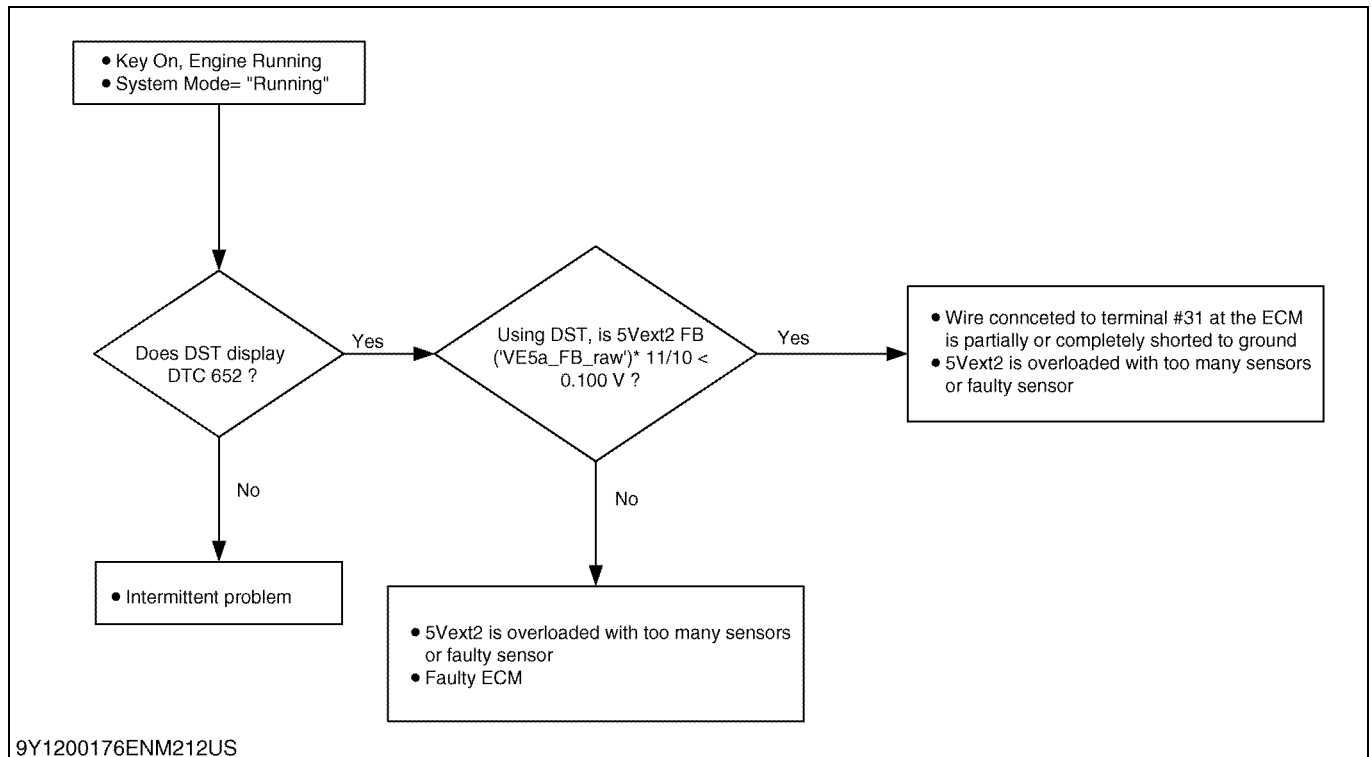 ● Key On, Engine Running
● System Mode= "Running"
Does DST display
DTC 652 ?
Yes
Using DST, is 5Vext2 FB
('VE5a_FB_raw')* 11/10 <
0.100 V ?
Yes
● Wire connceted to terminal #31 at the ECM
is partially or completely shorted to ground
● 5Vext2 is overloaded with too many sensors
or faulty sensor
No
No
● Intermittent problem
● 5Vext2 is overloaded with too many sensors
or faulty sensor
● Faulty ECM
9Y1200176ENM212US